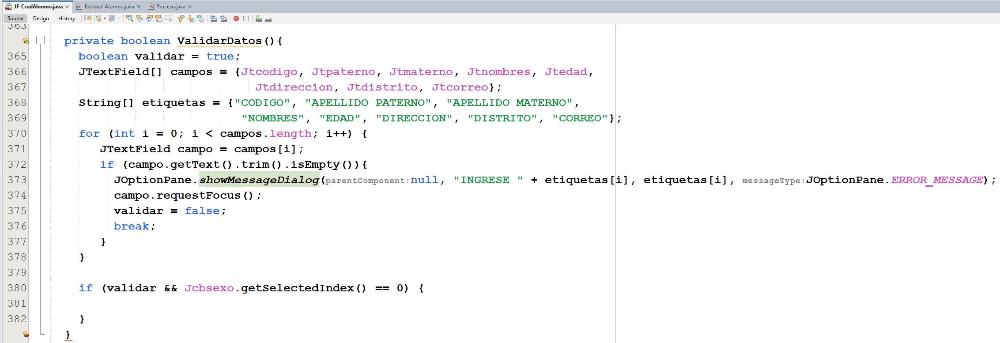 JF_CrudAlumno.java Entidad_Alumno.java Proceso.java
Source Design History
363
private boolean ValidarDatos(){
365 boolean validar = true;
366 JTextField[] campos = {Jtcodigo, Jtpaterno, Jtmaterno, Jtnombres, Jtedad,
367 Jtdireccion, Jtdistrito, Jtcorreo};
368 String[] etiquetas = {"CODIGO", "APELLIDO PATERNO", "APELLIDO MATERNO",
369 "NOMBRES", "EDAD", "DIRECCION", "DISTRITO", "CORREO"};
370 for (int i = 0; i < campos.length; i++) {
371 JTextField campo = campos[i];
372 if (campo.getText().trim().isEmpty()){
373 JOptionPane.showMessageDialog(parentComponent:null, "INGRESE " + etiquetas[i], etiquetas[i], messageType:JOptionPane.ERROR_MESSAGE);
374 campo.requestFocus();
375 validar = false;
376 break;
377 }
378 }
379
380 if (validar && Jcbsexo.getSelectedIndex() == 0) {
381
382 }
}